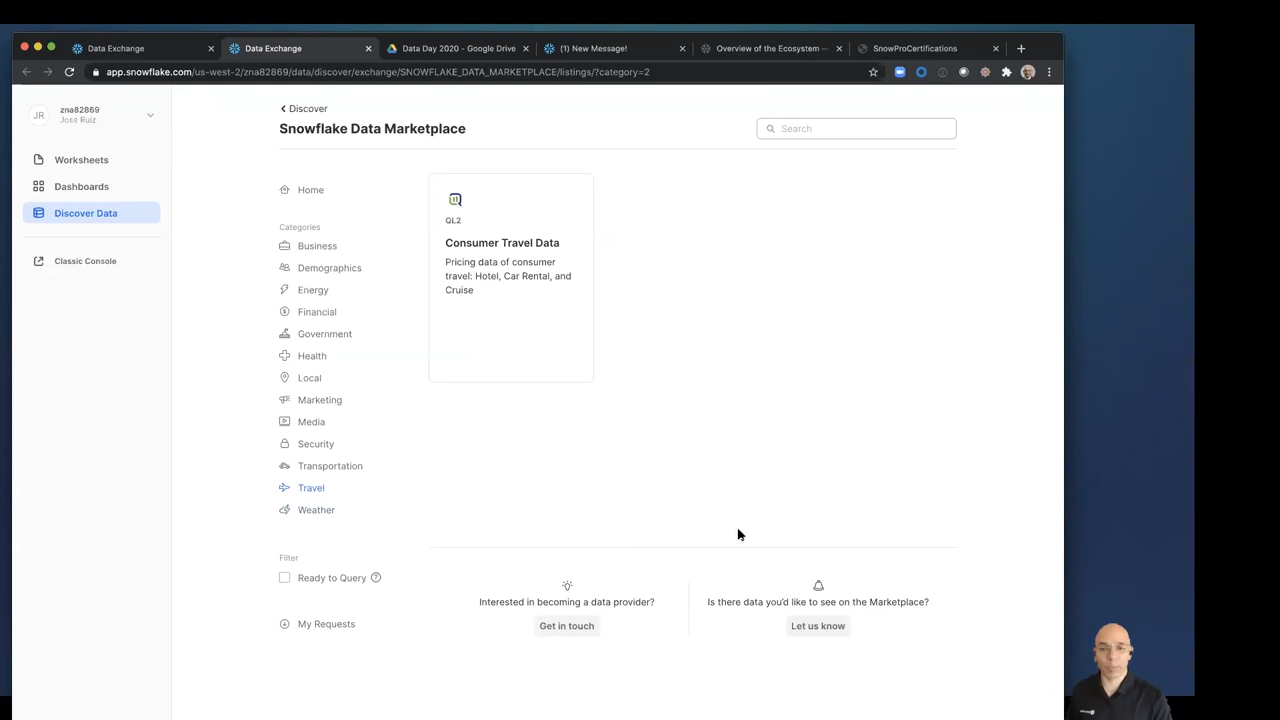 Data Exchange
Data Exchange
Data Day 2020 - Google Drive
(1) New Message!
Overview of the Ecosystem —
SnowProCertifications
app.snowflake.com/us-west-2/zna82869/data/discover/exchange/SNOWFLAKE_DATA_MARKETPLACE/listings/?category=2
JR
zna82869
Jose Ruiz
Worksheets
Dashboards
Discover Data
Classic Console
Discover
Snowflake Data Marketplace
Search
Home
Categories
Business
Demographics
Energy
Financial
Government
Health
Local
Marketing
Media
Security
Transportation
Travel
Weather
Filter
Ready to Query
My Requests
QL2
Consumer Travel Data
Pricing data of consumer
travel: Hotel, Car Rental, and
Cruise
Interested in becoming a data provider?
Get in touch
Is there data you'd like to see on the Marketplace?
Let us know